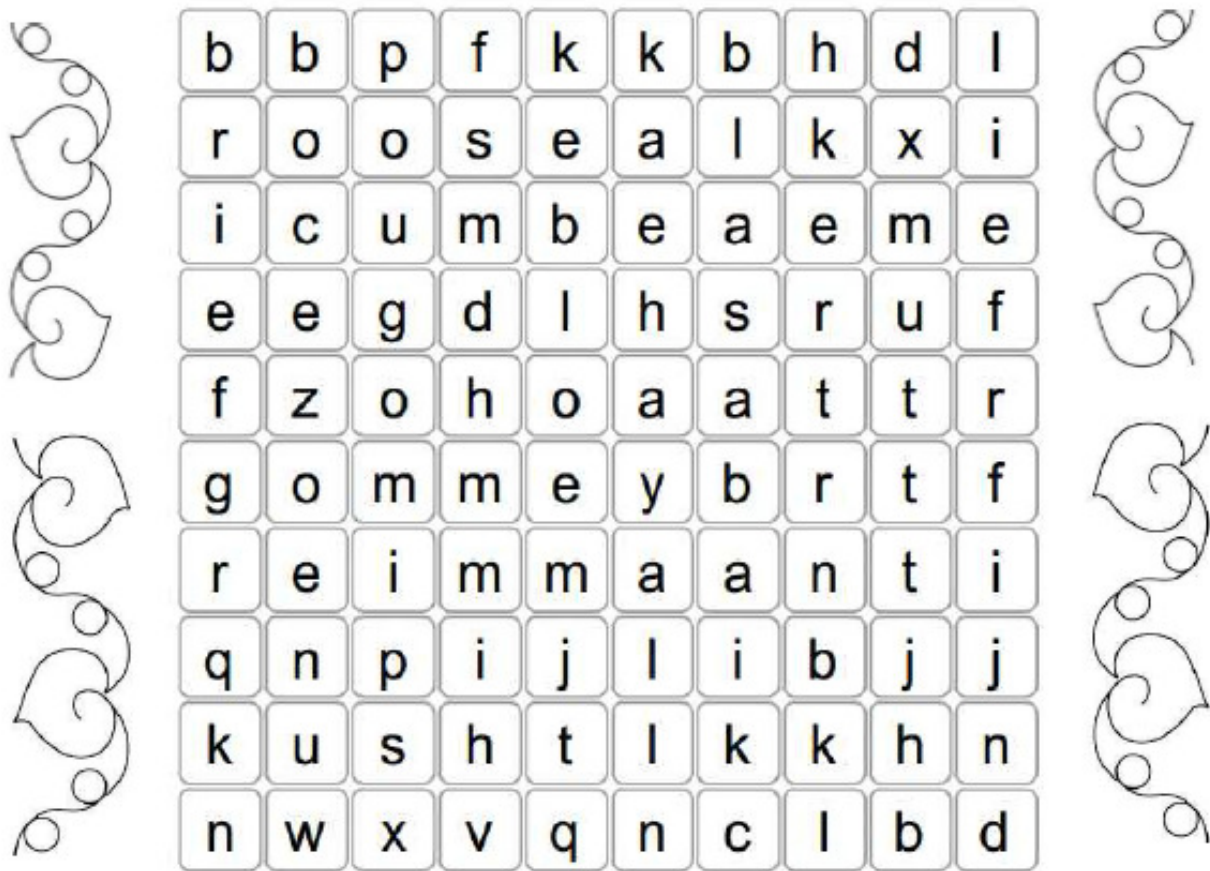 b b p f k k b h d l
r o o s e a l k x i
i c u m b e a e m e
e e g d l h s r u f
f z o h o a a t t r
g o m m e y b r t f
r e i m m a a n t i
q n p i j l i b j j
k u s h t l k k h n
n w x v q n c l b d